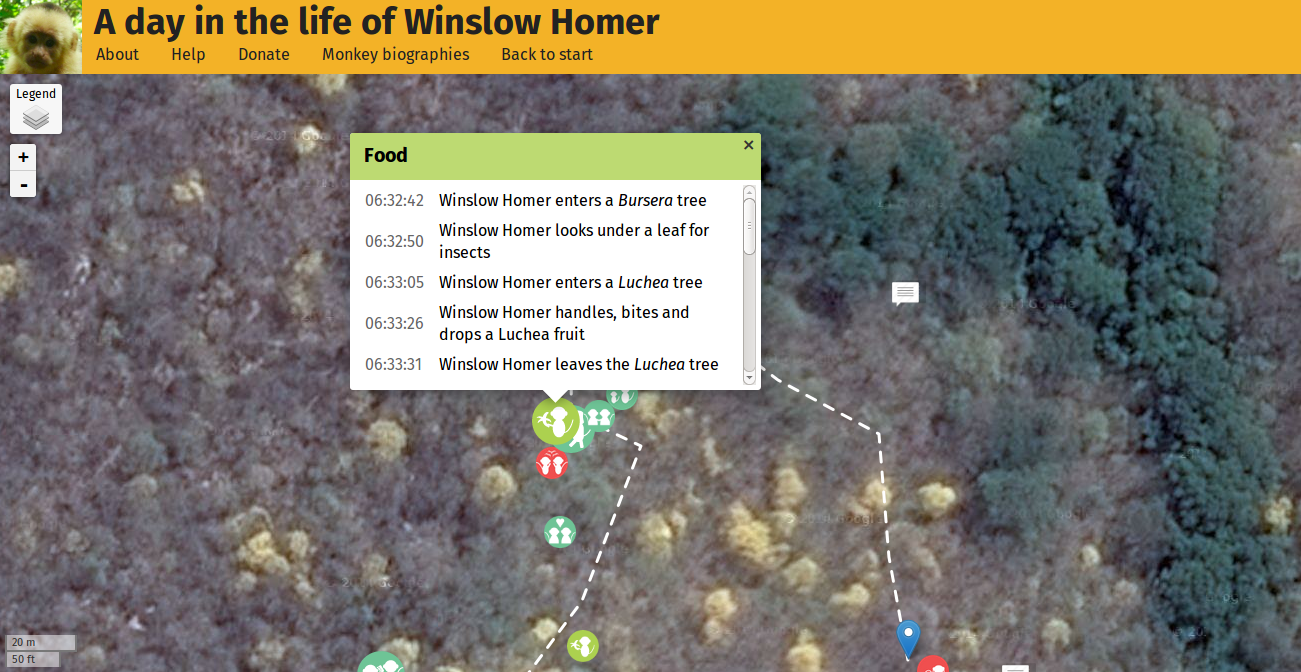 A day in the life of Winslow Homer
About Help Donate Monkey biographies Back to start
Legend
+
-
Food ×
06:32:42 Winslow Homer enters a Bursera tree
06:32:50 Winslow Homer looks under a leaf for
insects
06:33:05 Winslow Homer enters a Luchea tree
06:33:26 Winslow Homer handles, bites and
drops a Luchea fruit
06:33:31 Winslow Homer leaves the Luchea tree
20 m
50 ft